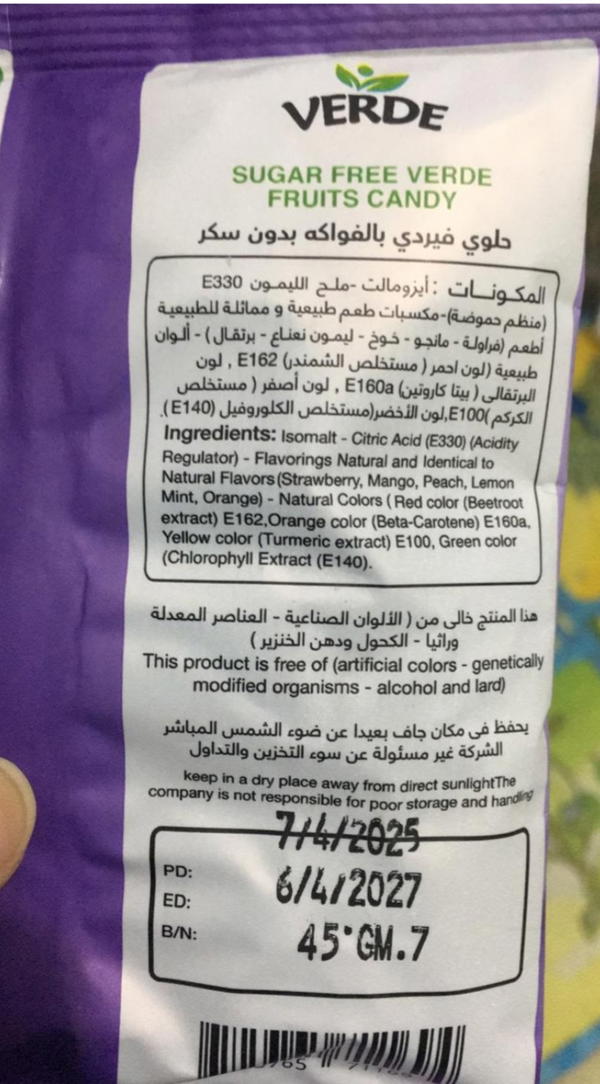 VERDE
SUGAR FREE VERDE
FRUITS CANDY
حلوي فيردي بالفواكه بدون سكر
المكونات : أيزومالت -ملح الليمون E330
(منظم حموضة)-مكسبات طعم طبيعية و مماثلة للطبيعية
أطعم (فراولة - مانجو - خوخ - ليمون نعناع - برتقال) - ألوان
طبيعية (لون احمر ( مستخلص الشمندر) E162 , لون
البرتقالى ( بيتا كاروتين) E160a , لون أصفر ( مستخلص
الكركم )E100,لون الأخضر(مستخلص الكلوروفيل (E140).
Ingredients: Isomalt - Citric Acid (E330) (Acidity
Regulator) - Flavorings Natural and Identical to
Natural Flavors (Strawberry, Mango, Peach, Lemon
Mint, Orange) - Natural Colors ( Red color (Beetroot
extract) E162,Orange color (Beta-Carotene) E160a,
Yellow color (Turmeric extract) E100, Green color
(Chlorophyll Extract (E140).
هذا المنتج خالى من ( الألوان الصناعية - العناصر المعدلة
وراثيا - الكحول ودهن الخنزير )
This product is free of (artificial colors - genetically
modified organisms - alcohol and lard)
يحفظ فى مكان جاف بعيدا عن ضوء الشمس المباشر
الشركة غير مسئولة عن سوء التخزين والتداول
keep in a dry place away from direct sunlightThe
company is not responsible for poor storage and handling
7/4/2025
PD: 6/4/2027
ED:
B/N: 45°GM.7